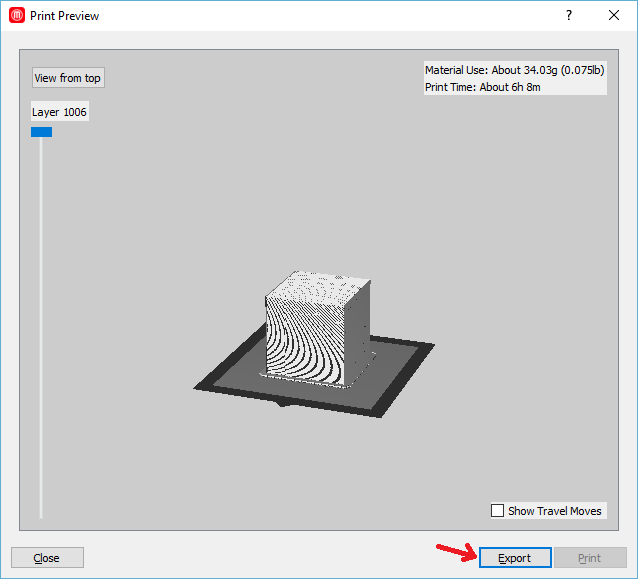 Print Preview
?
View from top
Material Use: About 34.03g (0.075lb)
Print Time: About 6h 8m
Layer 1006
Show Travel Moves
Close
Export
Print